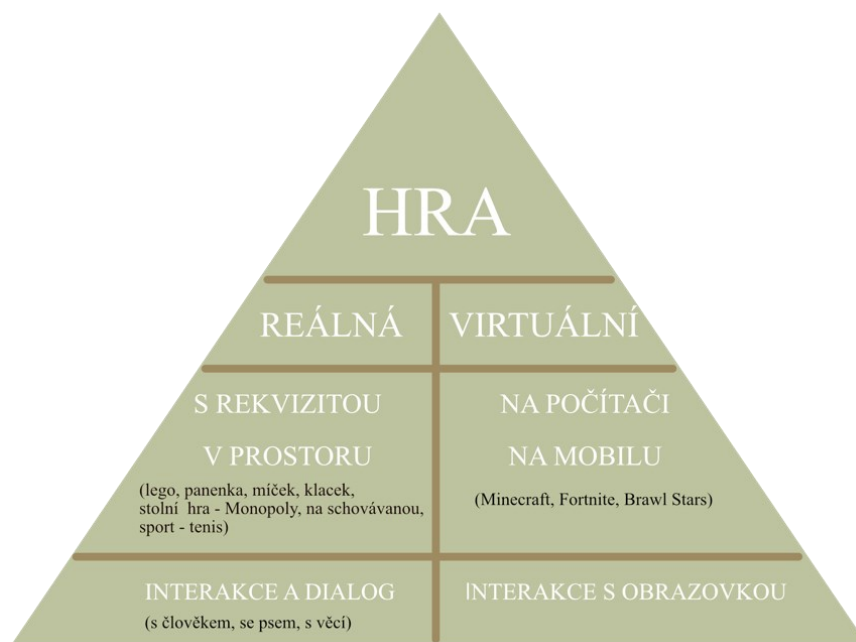 HRA
REÁLNÁ
VIRTUÁLNÍ
S REKVIZITOU
V PROSTORU
(lego, panenka, míček, klacek,
stolní hra - Monopoly, na schovávanou,
sport - tenis)
NA POČÍTAČI
NA MOBILU
(Minecraft, Fortnite, Brawl Stars)
INTERAKCE A DIALOG
(s člověkem, se psem, s věcí)
INTERAKCE S OBRAZOVKOU